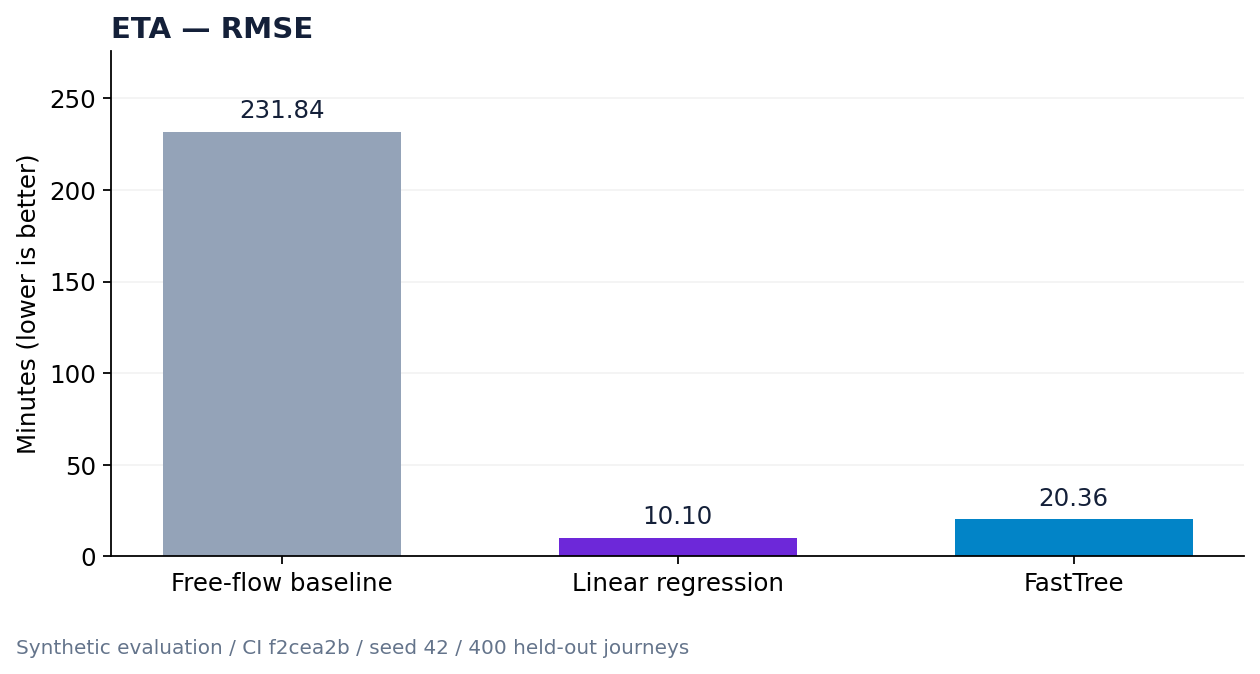 ETA — RMSE
Minutes (lower is better)
250
200
150
100
50
0
231.84
10.10
20.36
Free-flow baseline
Linear regression
FastTree
Synthetic evaluation / CI f2cea2b / seed 42 / 400 held-out journeys